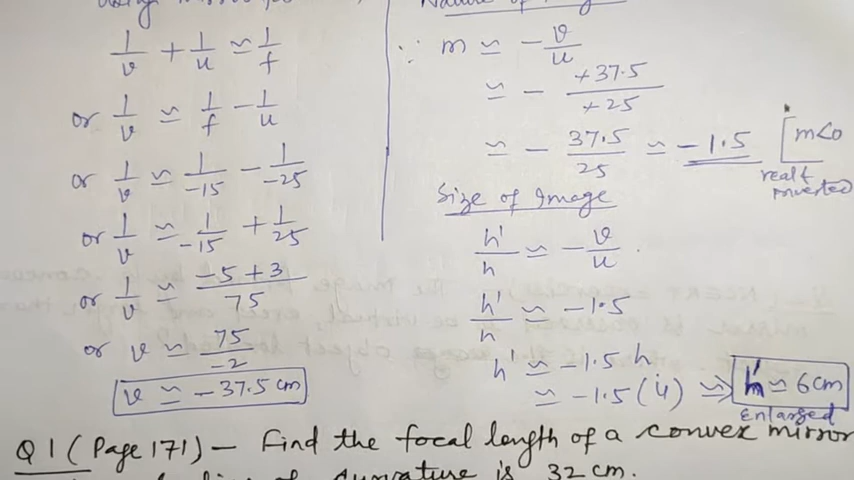 1/v + 1/u ≃ 1/f
or 1/v ≃ 1/f - 1/u
or 1/v ≃ 1/-15 - 1/-25
or 1/v ≃ 1/-15 + 1/25
or 1/v ≃ -5 + 3 / 75
or v ≃ 75/-2
v ≃ -37.5 cm
∵ m ≃ - v/u
≃ - +37.5/+25
≃ - 37.5/25 ≃ -1.5 [m<0
real &
Size of Image
h'/h ≃ - v/u .
h'/h ≃ -1.5
h' ≃ -1.5 h
≃ -1.5 (4) ⇒ h' ≃ 6cm
Enlarged
Q1 (Page 171) - Find the focal length of a convex mirror
curvature is 32 cm.